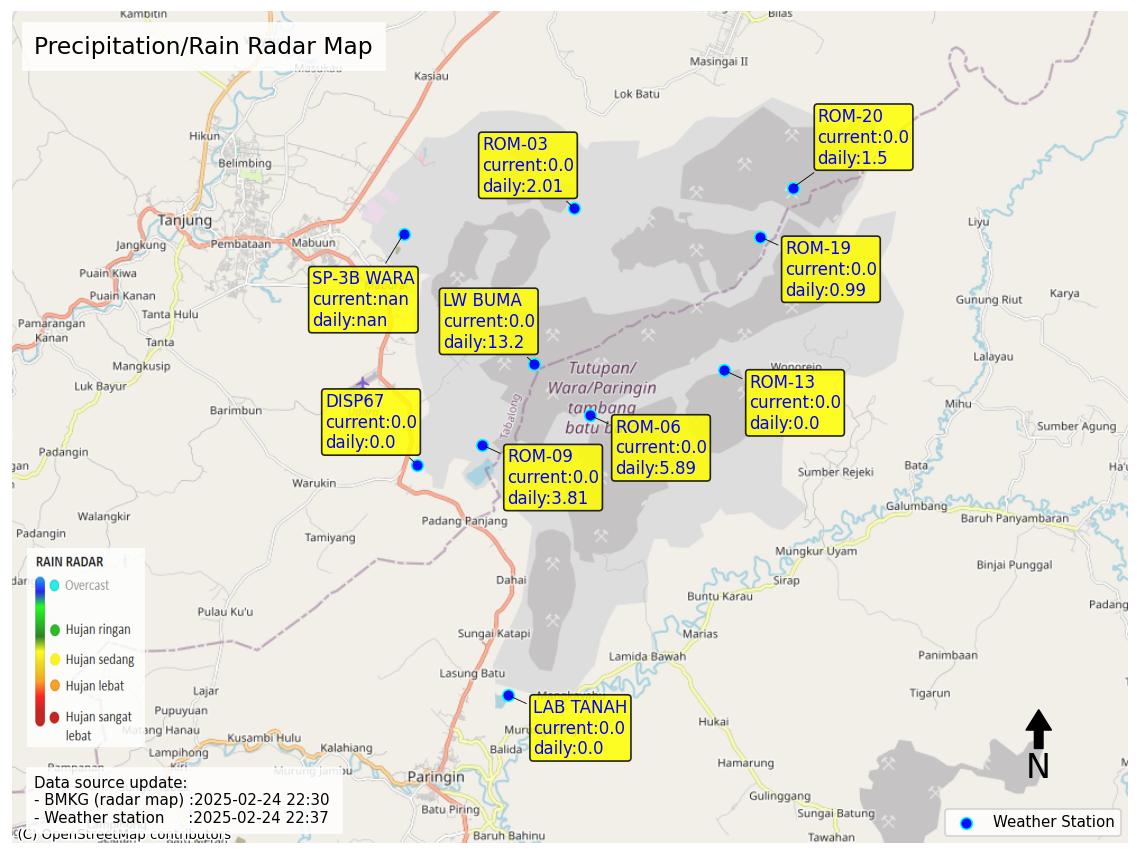 Kambitin
Bilas
Precipitation/Rain Radar Map
Masingai II
Kasiau
Lok Batu
ROM-20
current:0.0
daily:1.5
Hikun
ROM-03
current:0.0
daily:2.01
Belimbing
Tanjung
Liyu
Jangkung
Pembataan
Mabuun
ROM-19
current:0.0
daily:0.99
Puain Kiwa
SP-3B WARA
current:nan
daily:nan
Puain Kanan
LW BUMA
current:0.0
daily:13.2
Gunung Riut
Karya
Tanta Hulu
Pamarangan
Kanan
Tanta
Lalayau
Mangkusip
Tutupan/
Wara/Paringin
tambang
batu b
Wonorejo
Luk Bayur
ROM-13
current:0.0
daily:0.0
Tabalong
DISP67
current:0.0
daily:0.0
Barimbun
Mihu
ROM-06
current:0.0
daily:5.89
Sumber Agung
Padangin
ROM-09
current:0.0
daily:3.81
Bata
Sumber Rejeki
Warukin
Galumbang
Baruh Panyambaran
Walangkir
Padang Panjang
Padangin
Tamiyang
Mungkur Uyam
Binjai Punggal
RAIN RADAR
Overcast
Hujan ringan
Hujan sedang
Hujan lebat
Hujan sangat
lebat
Dahai
Sirap
Buntu Karau
Padang
Pulau Ku'u
Sungai Katapi
Marias
Lamida Bawah
Panimbaan
Lasung Batu
Lajar
Tigarun
Pupuyuan
LAB TANAH
current:0.0
daily:0.0
Hukai
Matang Hanau
Kusambi Hulu
Kalahiang
Balida
Lampihong
Hamarung
N
Murung Jambu
Paringin
Data source update:
- BMKG (radar map) :2025-02-24 22:30
- Weather station :2025-02-24 22:37
Gulinggang
Batu Piring
Sungai Batung
Weather Station
(C) OpenStreetMap contributors
Baruh Bahinu
Tawahan